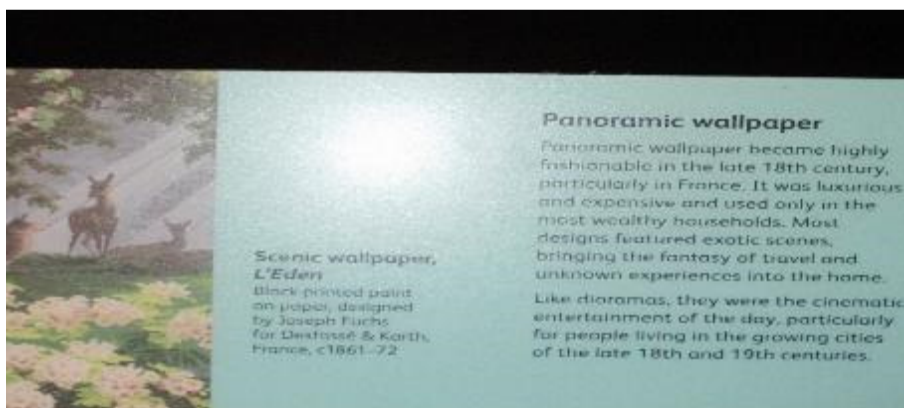 Panoramic wallpaper
Panoramic wallpaper became highly
fashionable in the late 18th century,
particularly in France. It was luxurious
and expensive and used only in the
most wealthy households. Most
designs featured exotic scenes,
bringing the fantasy of travel and
unknown experiences into the home.
Like dioramas, they were the cinematic
entertainment of the day, particularly
for people living in the growing cities
of the late 18th and 19th centuries.
Scenic wallpaper,
L'Eden
Block printed paint
on paper, designed
by Joseph Fuchs
for Desfossé & Karth,
France, c1861-72